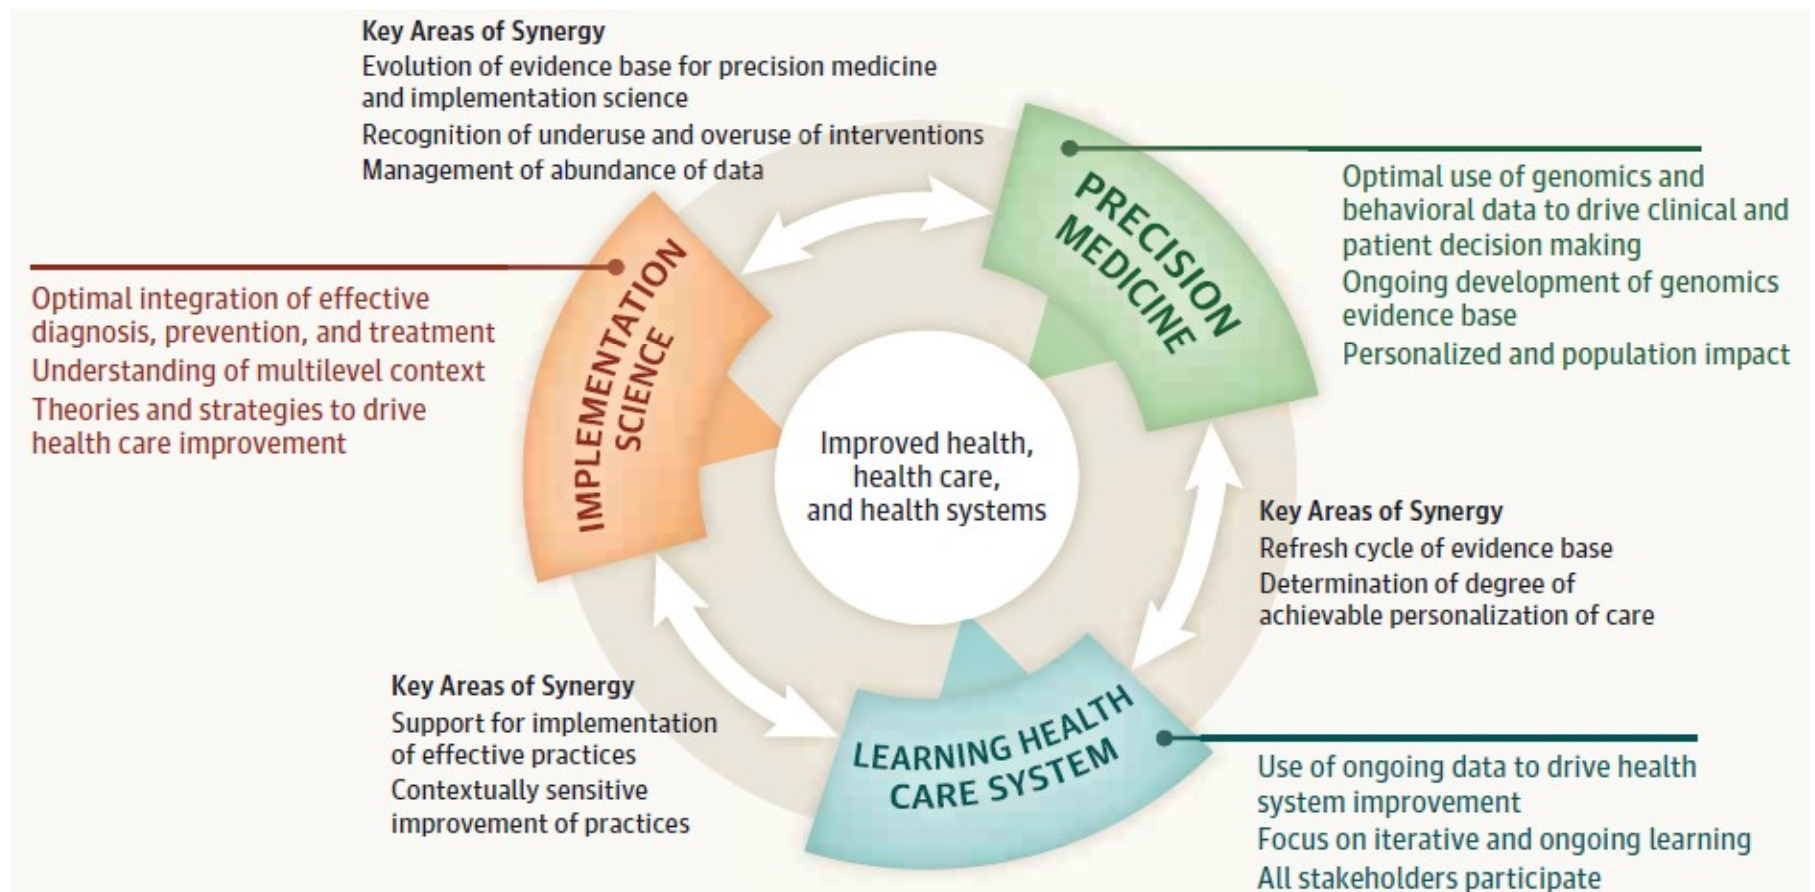 Key Areas of Synergy
Evolution of evidence base for precision medicine
and implementation science
Recognition of underuse and overuse of interventions
Management of abundance of data
PRECISION
MEDICINE
Optimal use of genomics and
behavioral data to drive clinical and
patient decision making
Ongoing development of genomics
evidence base
Personalized and population impact
IMPLEMENTATION
SCIENCE
Optimal integration of effective
diagnosis, prevention, and treatment
Understanding of multilevel context
Theories and strategies to drive
health care improvement
Improved health,
health care,
and health systems
Key Areas of Synergy
Refresh cycle of evidence base
Determination of degree of
achievable personalization of care
Key Areas of Synergy
Support for implementation
of effective practices
Contextually sensitive
improvement of practices
LEARNING HEALTH
CARE SYSTEM
Use of ongoing data to drive health
system improvement
Focus on iterative and ongoing learning
All stakeholders participate